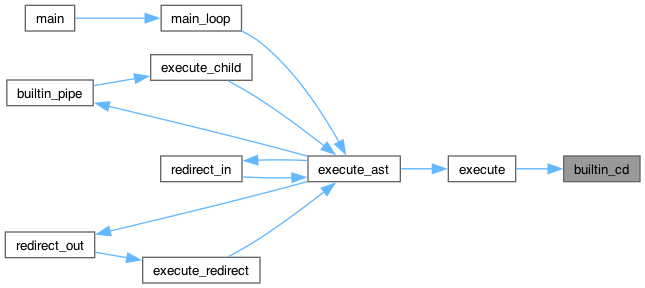 main
main_loop
execute_child
builtin_pipe
redirect_in
execute_ast
execute
builtin_cd
redirect_out
execute_redirect